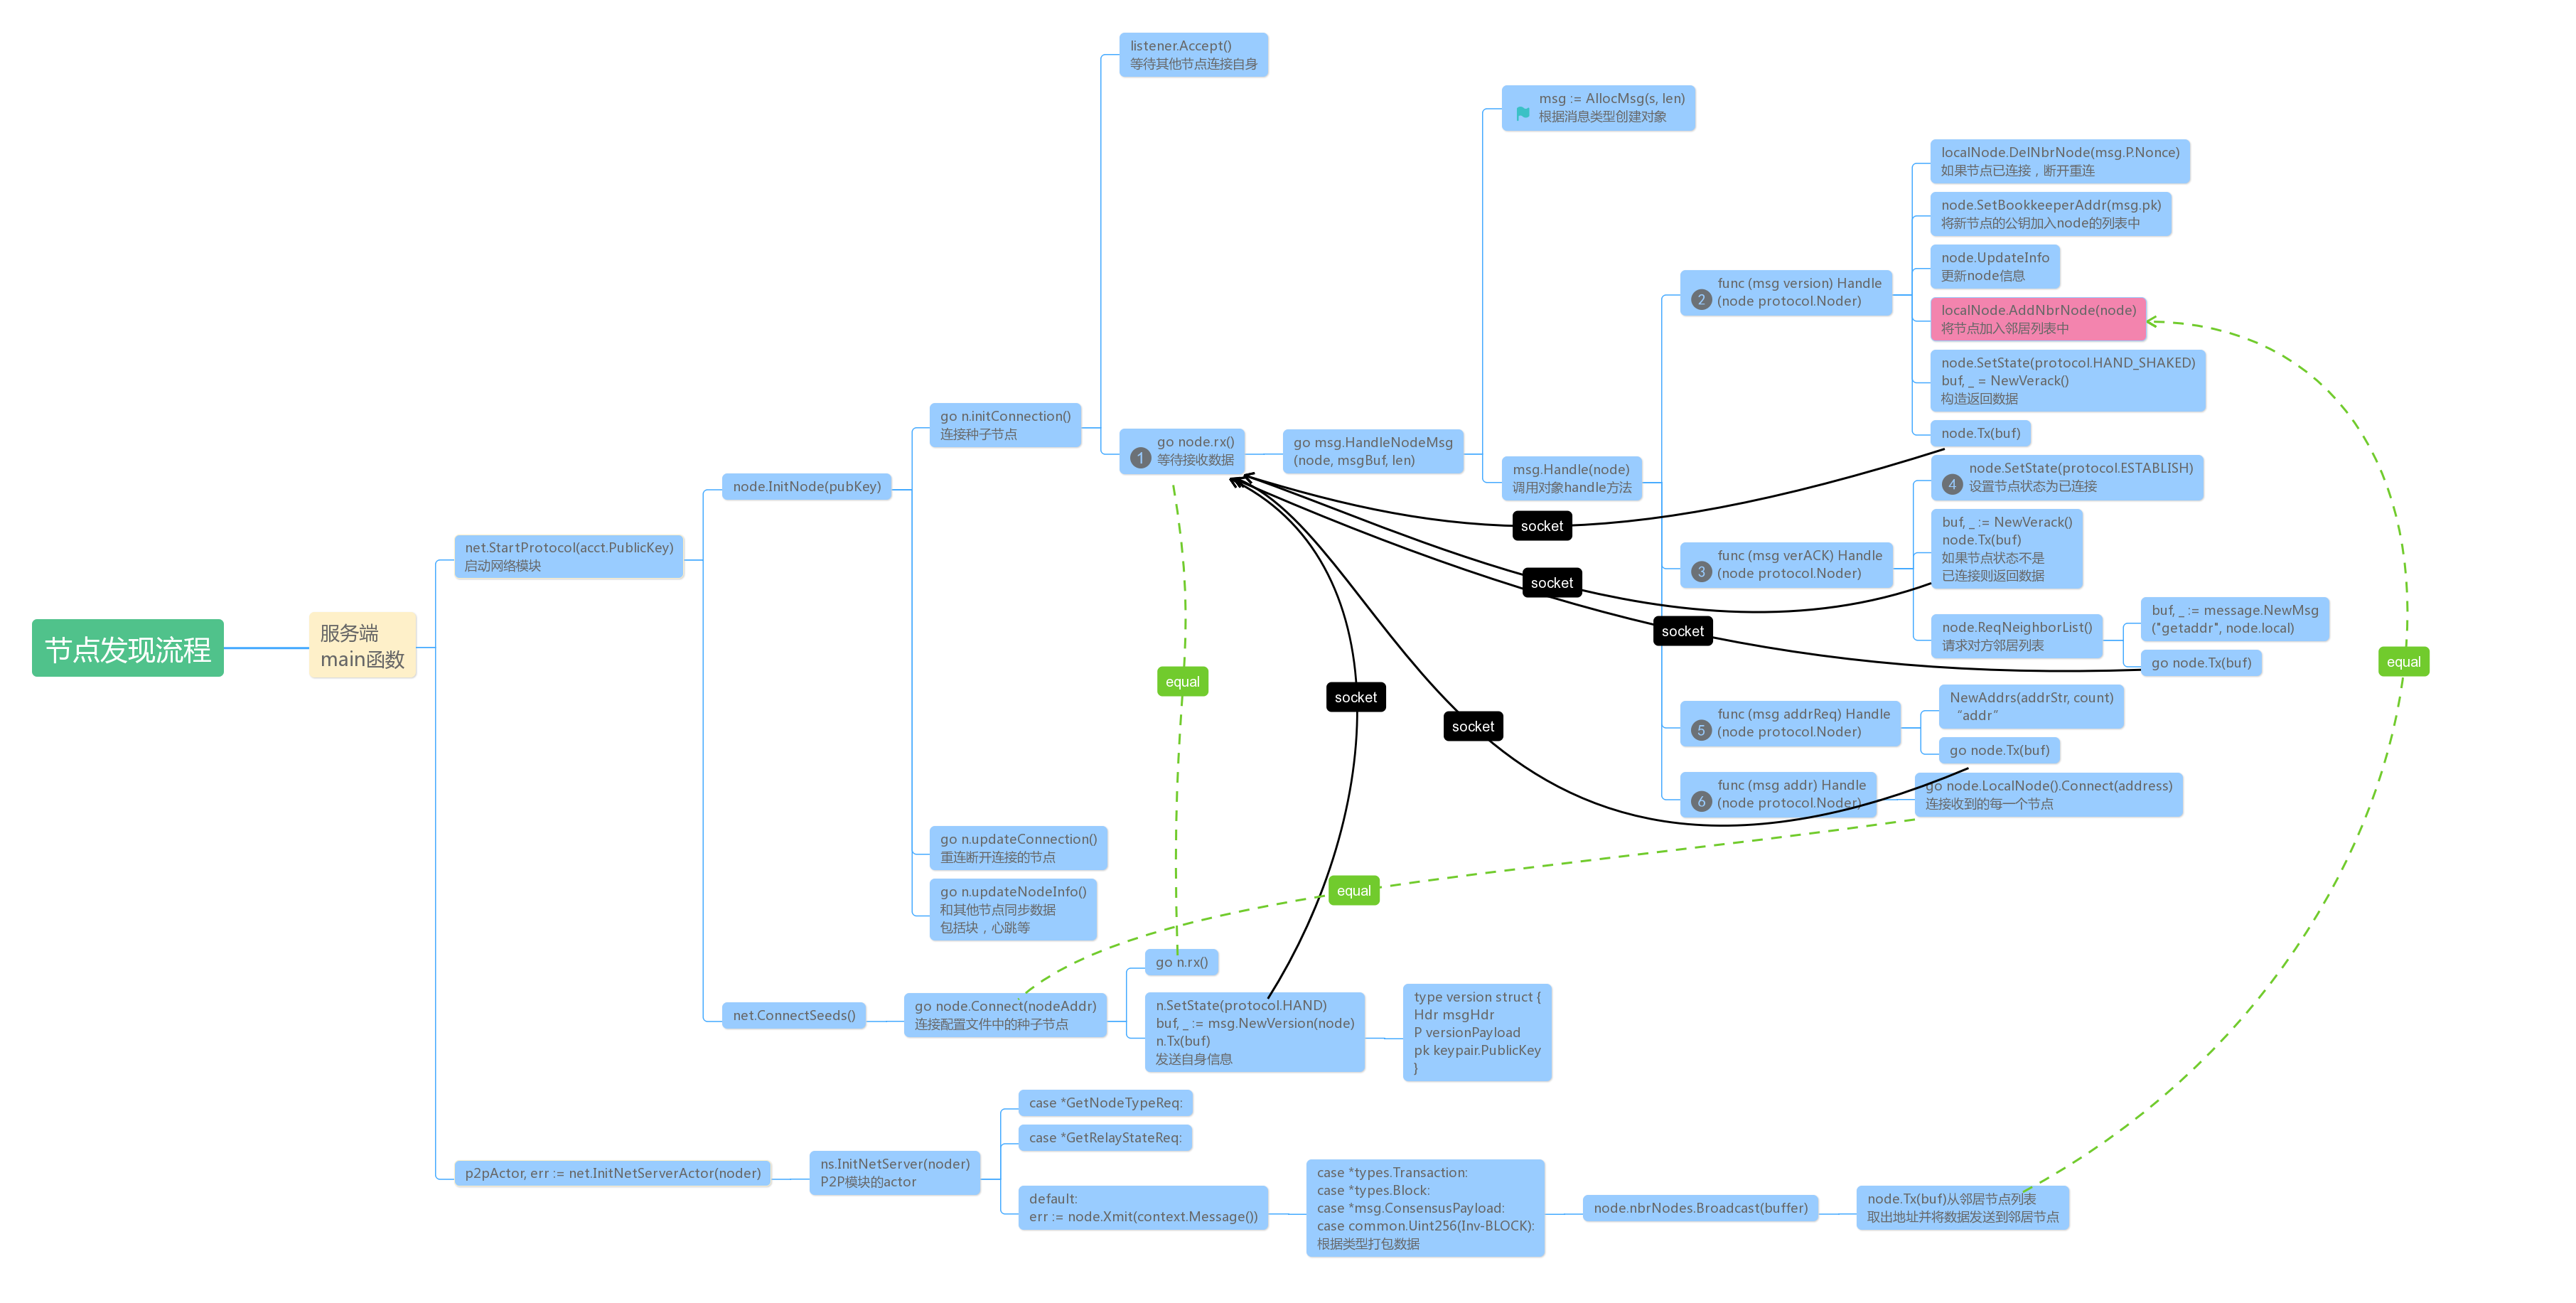 节点发现流程
服务端
main函数
net.StartProtocol(acct.PublicKey)
启动网络模块
node.InitNode(pubKey)
go n.initConnection()
连接种子节点
listener.Accept()
等待其他节点连接自身
1
go node.rx()
等待接收数据
go msg.HandleNodeMsg
(node, msgBuf, len)
msg := AllocMsg(s, len)
根据消息类型创建对象
msg.Handle(node)
调用对象handle方法
2
func (msg version) Handle
(node protocol.Noder)
localNode.DelNbrNode(msg.P.Nonce)
如果节点已连接，断开重连
node.SetBookkeeperAddr(msg.pk)
将新节点的公钥加入node的列表中
node.UpdateInfo
更新node信息
localNode.AddNbrNode(node)
将节点加入邻居列表中
node.SetState(protocol.HAND_SHAKED)
buf, _ = NewVerack()
构造返回数据
node.Tx(buf)
3
func (msg verACK) Handle
(node protocol.Noder)
4
node.SetState(protocol.ESTABLISH)
设置节点状态为已连接
buf, _ := NewVerack()
node.Tx(buf)
如果节点状态不是
已连接则返回数据
node.ReqNeighborList()
请求对方邻居列表
buf, _ := message.NewMsg
("getaddr", node.local)
go node.Tx(buf)
5
func (msg addrReq) Handle
(node protocol.Noder)
NewAddrs(addrStr, count)
“addr”
go node.Tx(buf)
6
func (msg addr) Handle
(node protocol.Noder)
go node.LocalNode().Connect(address)
连接收到的每一个节点
socket
socket
socket
socket
socket
equal
equal
equal
go n.updateConnection()
重连断开连接的节点
go n.updateNodeInfo()
和其他节点同步数据
包括块，心跳等
net.ConnectSeeds()
go node.Connect(nodeAddr)
连接配置文件中的种子节点
go n.rx()
n.SetState(protocol.HAND)
buf, _ := msg.NewVersion(node)
n.Tx(buf)
发送自身信息
type version struct {
Hdr msgHdr
P versionPayload
pk keypair.PublicKey
}
p2pActor, err := net.InitNetServerActor(noder)
ns.InitNetServer(noder)
P2P模块的actor
case *GetNodeTypeReq:
case *GetRelayStateReq:
default:
err := node.Xmit(context.Message())
case *types.Transaction:
case *types.Block:
case *msg.ConsensusPayload:
case common.Uint256(Inv-BLOCK):
根据类型打包数据
node.nbrNodes.Broadcast(buffer)
node.Tx(buf)从邻居节点列表
取出地址并将数据发送到邻居节点